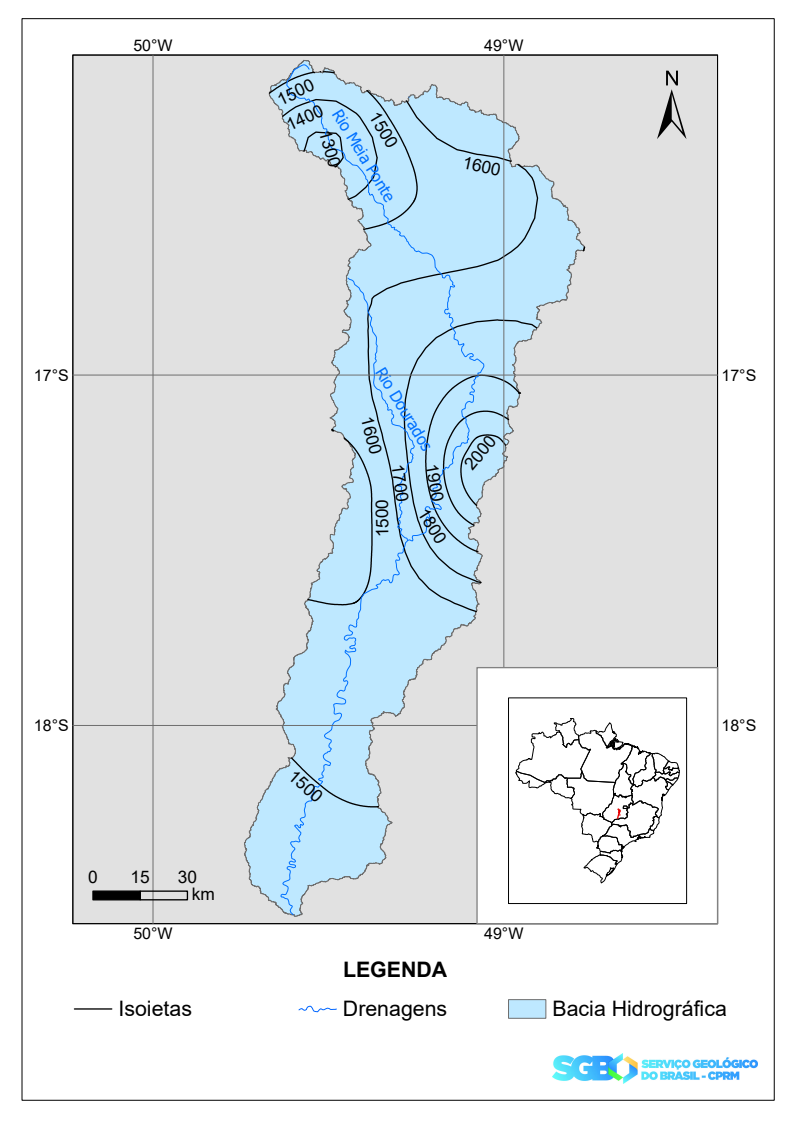 50°W
49°W
N
1500
1400
1300
Rio Meia Ponte
1500
1600
17°S
17°S
Rio Dourados
1600
1700
1500
1900
1800
2000
18°S
18°S
1500
0 15 30
km
50°W
49°W
LEGENDA
Isoietas
Drenagens
Bacia Hidrográfica
SGB
SERVIÇO GEOLÓGICO
DO BRASIL - CPRM